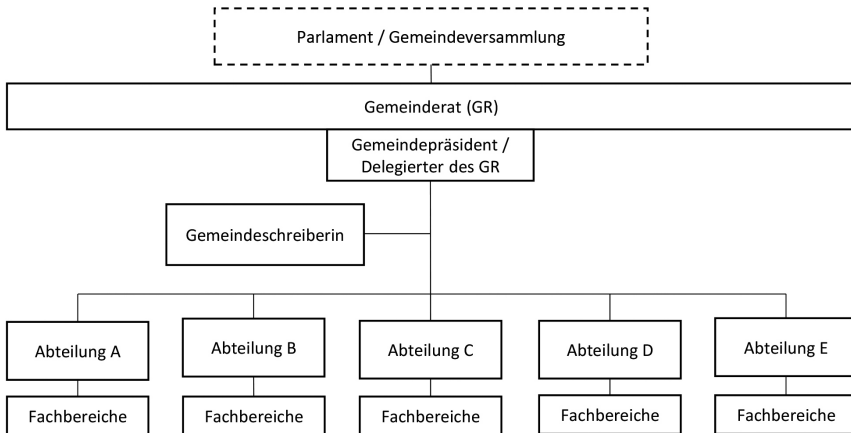 Parlament / Gemeindeversammlung
Gemeinderat (GR)
Gemeindepräsident /
Delegierter des GR
Gemeindeschreiberin
Abteilung A
Abteilung B
Abteilung C
Abteilung D
Abteilung E
Fachbereiche
Fachbereiche
Fachbereiche
Fachbereiche
Fachbereiche